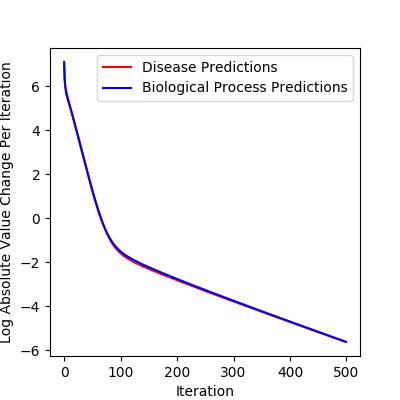 Disease Predictions
Biological Process Predictions
Log Absolute Value Change Per Iteration
6
4
2
0
−2
−4
−6
0 100 200 300 400 500
Iteration